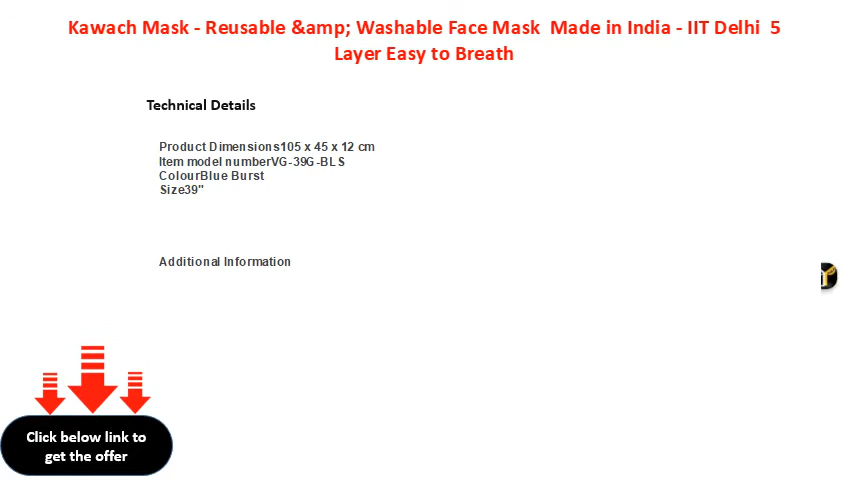 Kawach Mask - Reusable &amp; Washable Face Mask  Made in India - IIT Delhi  5
Layer Easy to Breath
Technical Details
Product Dimensions105 x 45 x 12 cm
Item model numberVG-39G-BLS
ColourBlue Burst
Size39"
Additional Information
Click below link to
get the offer